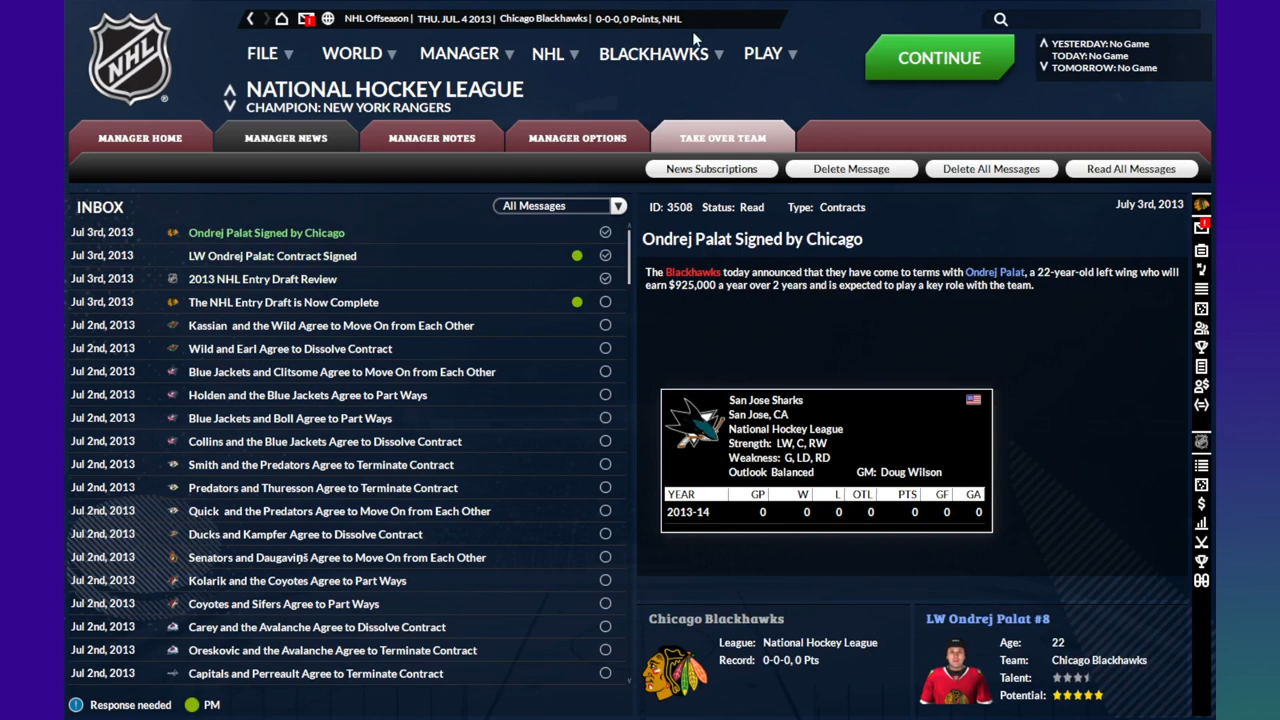 NHL Offseason | THU. JUL. 4 2013 | Chicago Blackhawks | 0-0-0, 0 Points, NHL
FILE WORLD MANAGER NHL BLACKHAWKS PLAY
CONTINUE
YESTERDAY: No Game
TODAY: No Game
TOMORROW: No Game
NHL
NATIONAL HOCKEY LEAGUE
CHAMPION: NEW YORK RANGERS
MANAGER HOME MANAGER NEWS MANAGER NOTES MANAGER OPTIONS TAKE OVER TEAM
News Subscriptions Delete Message Delete All Messages Read All Messages
INBOX All Messages
Jul 3rd, 2013 Ondrej Palat Signed by Chicago
Jul 3rd, 2013 LW Ondrej Palat: Contract Signed
Jul 3rd, 2013 2013 NHL Entry Draft Review
Jul 3rd, 2013 The NHL Entry Draft is Now Complete
Jul 2nd, 2013 Kassian and the Wild Agree to Move On from Each Other
Jul 2nd, 2013 Wild and Earl Agree to Dissolve Contract
Jul 2nd, 2013 Blue Jackets and Clitsome Agree to Move On from Each Other
Jul 2nd, 2013 Holden and the Blue Jackets Agree to Part Ways
Jul 2nd, 2013 Blue Jackets and Boll Agree to Part Ways
Jul 2nd, 2013 Collins and the Blue Jackets Agree to Dissolve Contract
Jul 2nd, 2013 Smith and the Predators Agree to Terminate Contract
Jul 2nd, 2013 Predators and Thuresson Agree to Terminate Contract
Jul 2nd, 2013 Quick and the Predators Agree to Move On from Each Other
Jul 2nd, 2013 Ducks and Kampfer Agree to Dissolve Contract
Jul 2nd, 2013 Senators and Daugaviņš Agree to Move On from Each Other
Jul 2nd, 2013 Kolarik and the Coyotes Agree to Part Ways
Jul 2nd, 2013 Coyotes and Sifers Agree to Part Ways
Jul 2nd, 2013 Carey and the Avalanche Agree to Dissolve Contract
Jul 2nd, 2013 Oreskovic and the Avalanche Agree to Terminate Contract
Jul 2nd, 2013 Capitals and Perreault Agree to Terminate Contract
Response needed PM
ID: 3508 Status: Read Type: Contracts July 3rd, 2013
Ondrej Palat Signed by Chicago
The Blackhawks today announced that they have come to terms with Ondrej Palat, a 22-year-old left wing who will
earn $925,000 a year over 2 years and is expected to play a key role with the team.
San Jose Sharks
San Jose, CA
National Hockey League
Strength: LW, C, RW
Weakness: G, LD, RD
Outlook Balanced GM: Doug Wilson
YEAR GP W L OTL PTS GF GA
2013-14 0 0 0 0 0 0 0
Chicago Blackhawks
League: National Hockey League
Record: 0-0-0, 0 Pts
LW Ondrej Palat #8
Age: 22
Team: Chicago Blackhawks
Talent:
Potential: